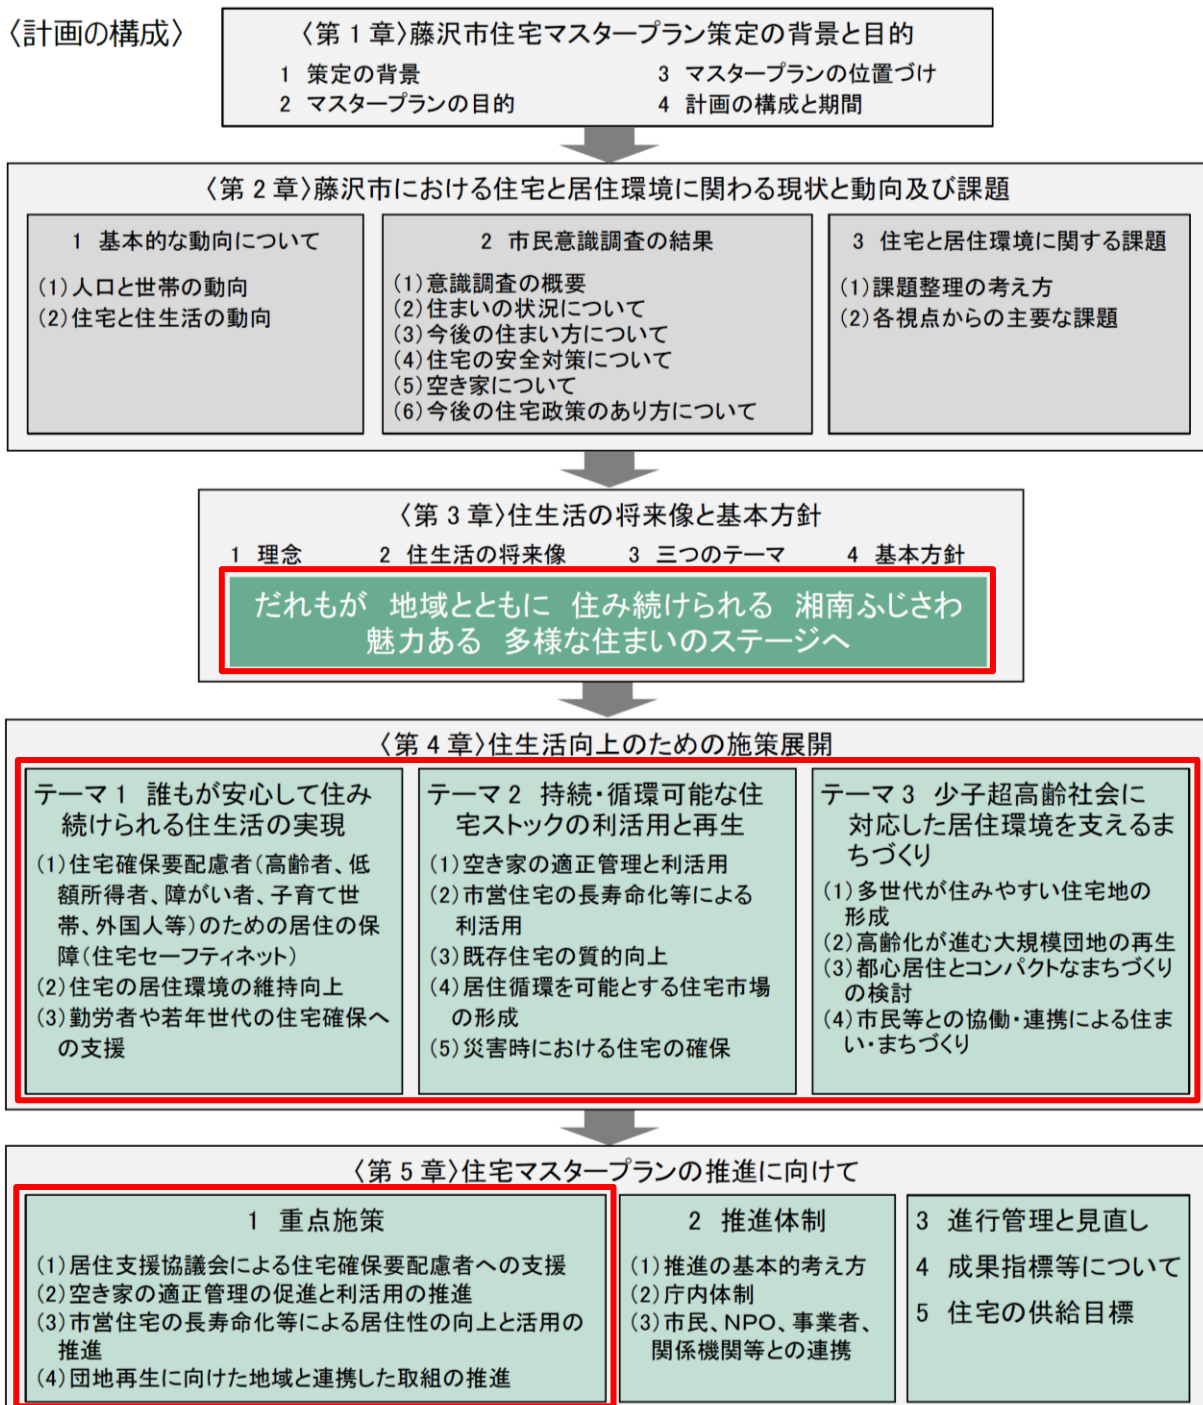 〈計画の構成〉
〈第1章〉藤沢市住宅マスタープラン策定の背景と目的
1 策定の背景
2 マスタープランの目的
3 マスタープランの位置づけ
4 計画の構成と期間
〈第2章〉藤沢市における住宅と居住環境に関わる現状と動向及び課題
1 基本的な動向について
(1)人口と世帯の動向
(2)住宅と住生活の動向
2 市民意識調査の結果
(1)意識調査の概要
(2)住まいの状況について
(3)今後の住まい方について
(4)住宅の安全対策について
(5)空き家について
(6)今後の住宅政策のあり方について
3 住宅と居住環境に関する課題
(1)課題整理の考え方
(2)各視点からの主要な課題
〈第3章〉住生活の将来像と基本方針
1 理念 2 住生活の将来像 3 三つのテーマ 4 基本方針
だれもが 地域とともに 住み続けられる 湘南ふじさわ
魅力ある 多様な住まいのステージへ
〈第4章〉住生活向上のための施策展開
テーマ1 誰もが安心して住み
続けられる住生活の実現
(1)住宅確保要配慮者(高齢者、低
額所得者、障がい者、子育て世
帯、外国人等)のための居住の保
障(住宅セーフティネット)
(2)住宅の居住環境の維持向上
(3)勤労者や若年世代の住宅確保へ
の支援
テーマ2 持続・循環可能な住
宅ストックの利活用と再生
(1)空き家の適正管理と利活用
(2)市営住宅の長寿命化等による
利活用
(3)既存住宅の質的向上
(4)居住循環を可能とする住宅市場
の形成
(5)災害時における住宅の確保
テーマ3 少子超高齢社会に
対応した居住環境を支えるま
ちづくり
(1)多世代が住みやすい住宅地の
形成
(2)高齢化が進む大規模団地の再生
(3)都心居住とコンパクトなまちづくり
の検討
(4)市民等との協働・連携による住ま
い・まちづくり
〈第5章〉住宅マスタープランの推進に向けて
1 重点施策
(1)居住支援協議会による住宅確保要配慮者への支援
(2)空き家の適正管理の促進と利活用の推進
(3)市営住宅の長寿命化等による居住性の向上と活用の
推進
(4)団地再生に向けた地域と連携した取組の推進
2 推進体制
(1)推進の基本的考え方
(2)庁内体制
(3)市民、NPO、事業者、
関係機関等との連携
3 進行管理と見直し
4 成果指標等について
5 住宅の供給目標